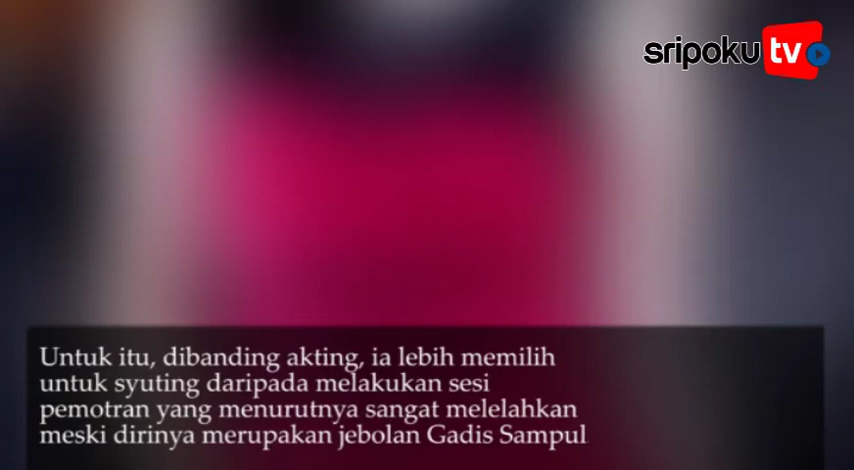 sripoku tv
Untuk itu, dibanding akting, ia lebih memilih
untuk syuting daripada melakukan sesi
pemotran yang menurutnya sangat melelahkan
meski dirinya merupakan jebolan Gadis Sampul